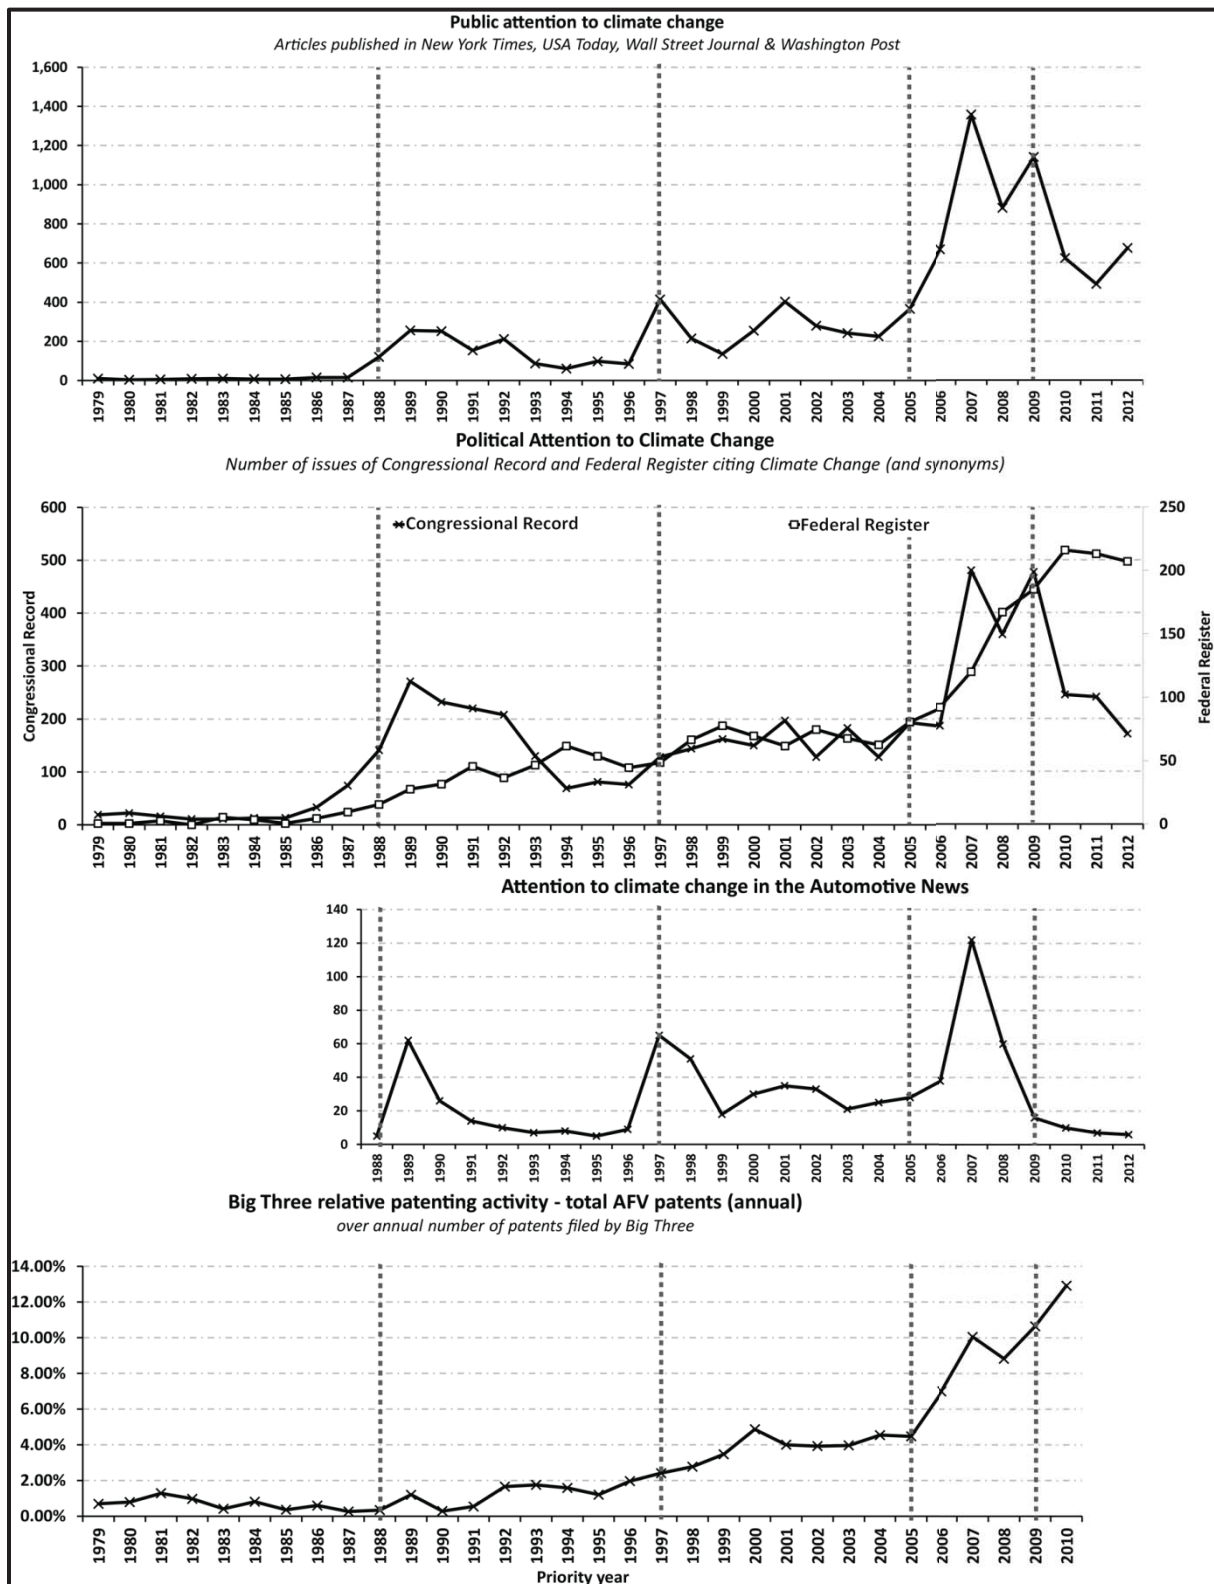 Public attention to climate change
Articles published in New York Times, USA Today, Wall Street Journal & Washington Post
1,600
1,400
1,200
1,000
800
600
400
200
0
1979 1980 1981 1982 1983 1984 1985 1986 1987 1988 1989 1990 1991 1992 1993 1994 1995 1996 1997 1998 1999 2000 2001 2002 2003 2004 2005 2006 2007 2008 2009 2010 2011 2012
Political Attention to Climate Change
Number of issues of Congressional Record and Federal Register citing Climate Change (and synonyms)
Congressional Record
600
500
400
300
200
100
0
Congressional Record Federal Register
250
200
150
100
50
0
Federal Register
1979 1980 1981 1982 1983 1984 1985 1986 1987 1988 1989 1990 1991 1992 1993 1994 1995 1996 1997 1998 1999 2000 2001 2002 2003 2004 2005 2006 2007 2008 2009 2010 2011 2012
Attention to climate change in the Automotive News
140
120
100
80
60
40
20
0
1988 1989 1990 1991 1992 1993 1994 1995 1996 1997 1998 1999 2000 2001 2002 2003 2004 2005 2006 2007 2008 2009 2010 2011 2012
Big Three relative patenting activity - total AFV patents (annual)
over annual number of patents filed by Big Three
14.00%
12.00%
10.00%
8.00%
6.00%
4.00%
2.00%
0.00%
1979 1980 1981 1982 1983 1984 1985 1986 1987 1988 1989 1990 1991 1992 1993 1994 1995 1996 1997 1998 1999 2000 2001 2002 2003 2004 2005 2006 2007 2008 2009 2010
Priority year